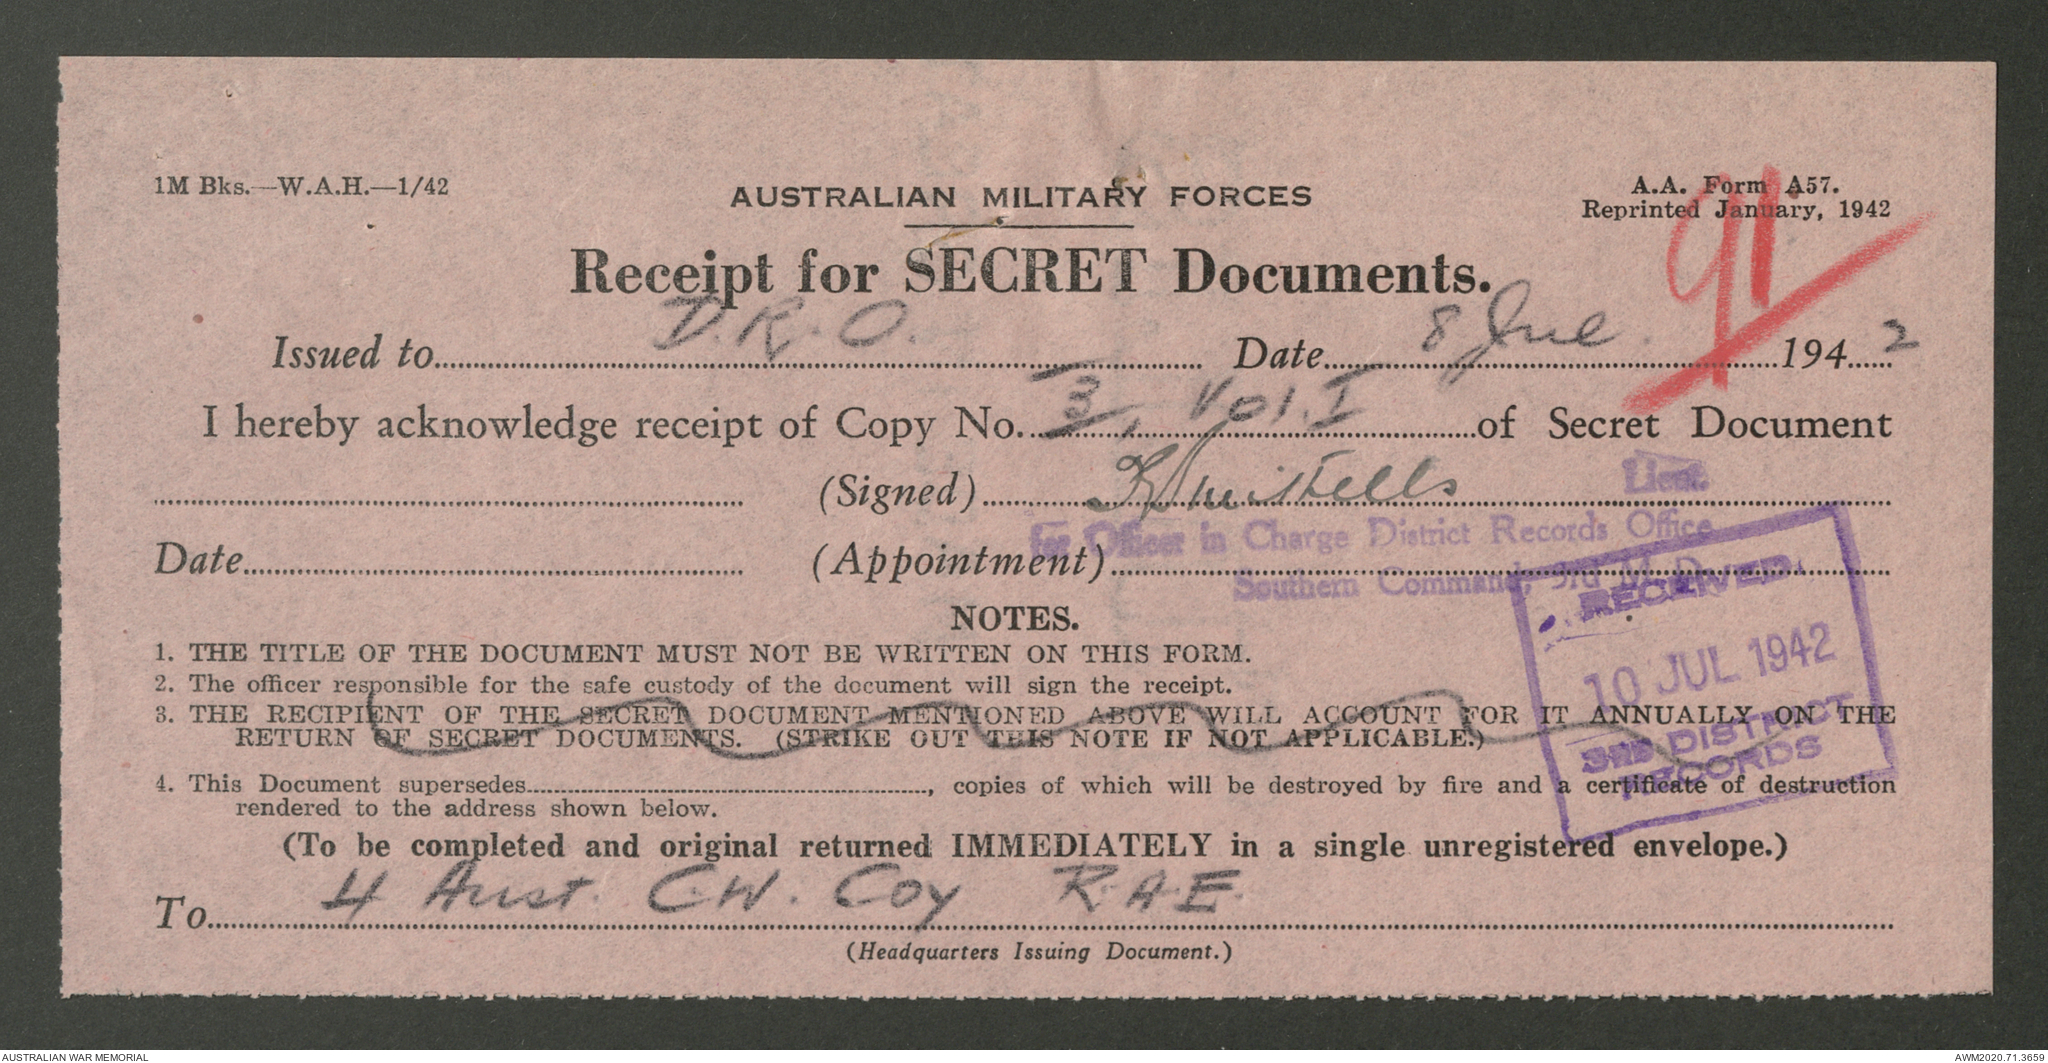 1M Bks.—W.A.H.—1/42
AUSTRALIAN MILITARY FORCES
A.A. Form A57.
Reprinted January, 1942
91
Receipt for SECRET Documents.
Issued to D.R.O. Date 8 Jul. 1942
I hereby acknowledge receipt of Copy No. 3, Vol. I of Secret Document
(Signed)
Lieut.
for Officer in Charge District Records Office
Southern Command, 3rd M.D.
Date (Appointment)
RECEIVED
10 JUL 1942
3RD DISTRICT
RECORDS
NOTES.
1. THE TITLE OF THE DOCUMENT MUST NOT BE WRITTEN ON THIS FORM.
2. The officer responsible for the safe custody of the document will sign the receipt.
3. THE RECIPIENT OF THE SECRET DOCUMENT MENTIONED ABOVE WILL ACCOUNT FOR IT ANNUALLY ON THE
RETURN OF SECRET DOCUMENTS. (STRIKE OUT THIS NOTE IF NOT APPLICABLE.)
4. This Document supersedes, copies of which will be destroyed by fire and a certificate of destruction
rendered to the address shown below.
(To be completed and original returned IMMEDIATELY in a single unregistered envelope.)
To 4 Aust. C.W. Coy R.A.E.
(Headquarters Issuing Document.)
AUSTRALIAN WAR MEMORIAL
AWM2020.71.3659